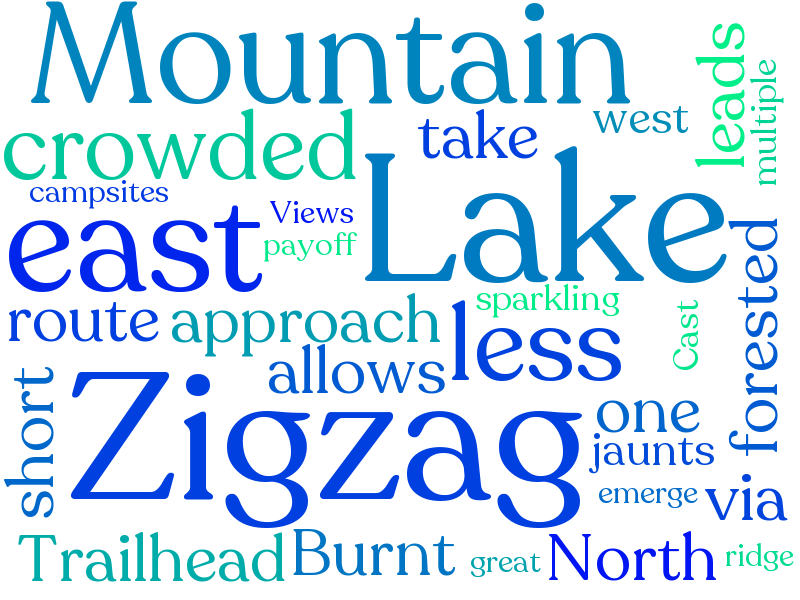 Mountain
leads
multiple
crowded
take
west
campsites
Lake
east
Views
payoff
forested
sparkling
Cast
route
approach
less
allows
short
Zigzag
one
jaunts
emerge
via
Trailhead
Burnt
great
North
ridge